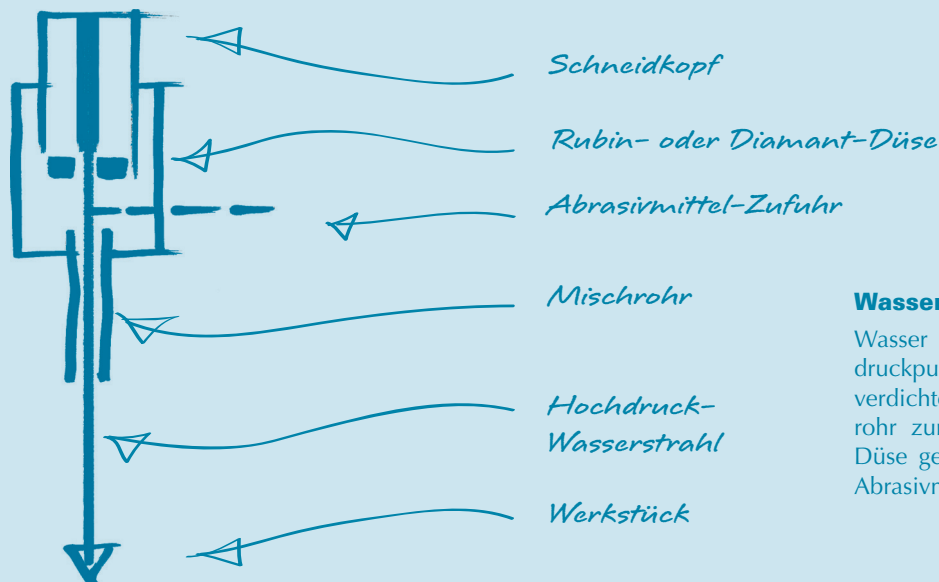 Schneidkopf
Rubin- oder Diamant-Düse
Abrasivmittel-Zufuhr
Mischrohr
Hochdruck-
Wasserstrahl
Werkstück
Wasser
Wasser
druckpu
verdichte
rohr zur
Düse ge
Abrasivm